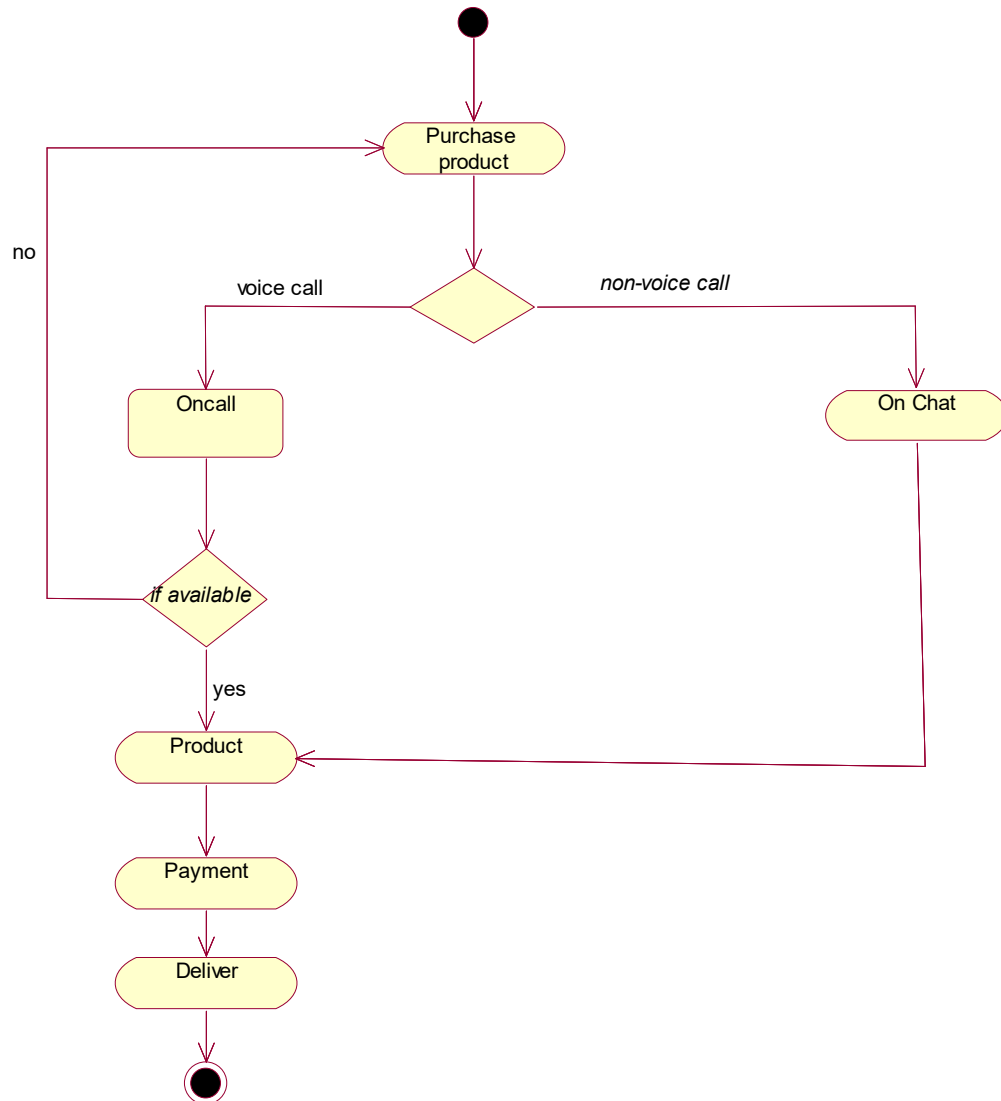 Purchase
product
no
voice call
non-voice call
Oncall
On Chat
if available
yes
Product
Payment
Deliver